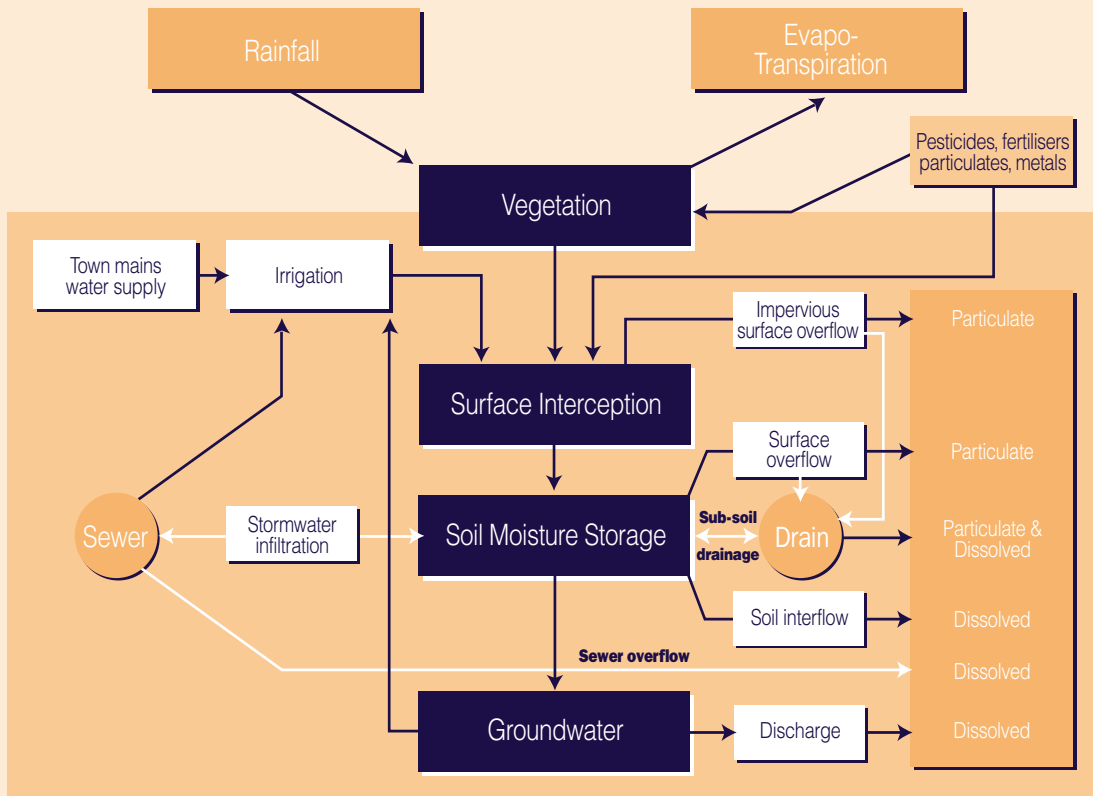 Rainfall
Evapo-
Transpiration
Pesticides, fertilisers
particulates, metals
Vegetation
Town mains
water supply
Irrigation
Impervious
surface overflow
Particulate
Surface Interception
Surface
overflow
Particulate
Sewer
Stormwater
infiltration
Soil Moisture Storage
Sub-soil
drainage
Drain
Particulate &
Dissolved
Soil interflow
Dissolved
Sewer overflow
Dissolved
Groundwater
Discharge
Dissolved